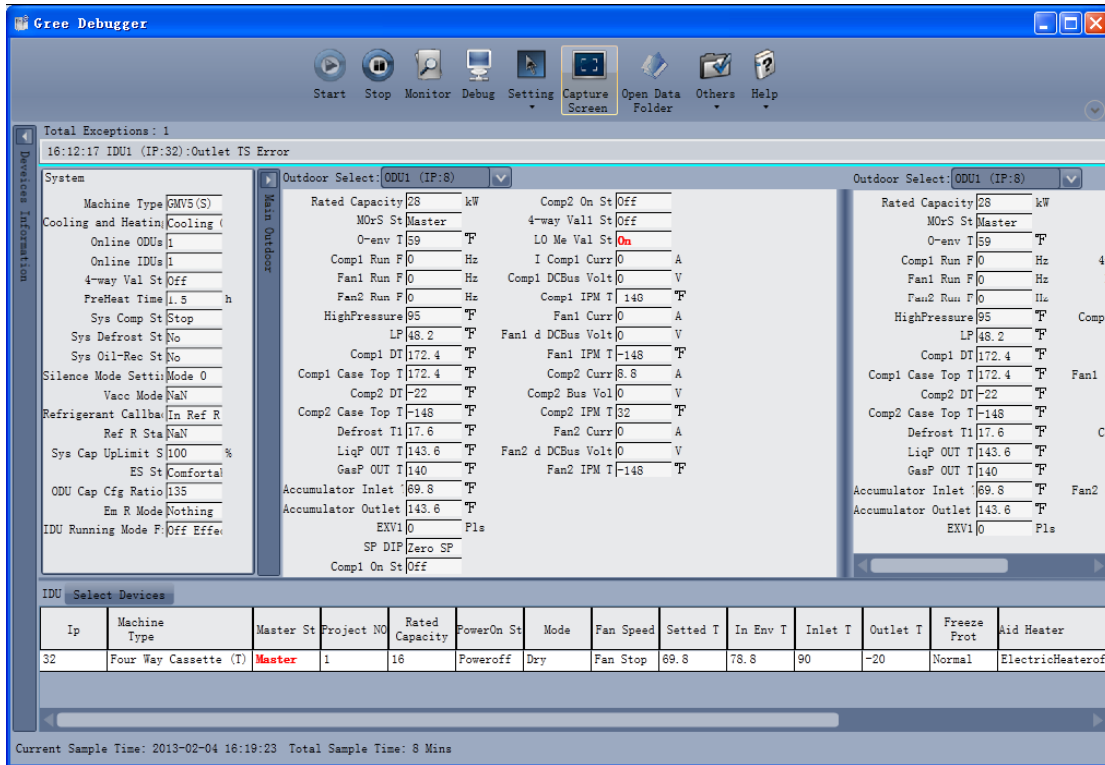 Gree Debugger
Start Stop Monitor Debug Setting Capture Screen Open Data Folder Others Help
Total Exceptions: 1
16:12:17 IDU1 (IP:32):Outlet TS Error
Deveices Information
System
Machine Type GMV5(S)
Cooling and Heatin Cooling (
Online ODUs 1
Online IDUs 1
4-way Val St Off
PreHeat Time 1.5 h
Sys Comp St Stop
Sys Defrost St No
Sys Oil-Rec St No
Silence Mode Setti Mode 0
Vacc Mode NaN
Refrigerant Callba In Ref R
Ref R Sta NaN
Sys Cap UpLimit S 100 %
ES St Comfortal
ODU Cap Cfg Ratio 135
Em R Mode Nothing
IDU Running Mode F: Off Effe
Main Outdoor
Outdoor Select: ODU1 (IP:8)
Rated Capacity 28 kW
MOrS St Master
O-env T 59 ℉
Comp1 Run F 0 Hz
Fan1 Run F 0 Hz
Fan2 Run F 0 Hz
HighPressure 95 ℉
LP 48.2 ℉
Comp1 DT 172.4 ℉
Comp1 Case Top T 172.4 ℉
Comp2 DT -22 ℉
Comp2 Case Top T -148 ℉
Defrost T1 17.6 ℉
LiqP OUT T 143.6 ℉
GasP OUT T 140 ℉
Accumulator Inlet 69.8 ℉
Accumulator Outlet 143.6 ℉
EXV1 0 Pls
SP DIP Zero SP
Comp1 On St Off
Comp2 On St Off
4-way Val1 St Off
LO Me Val St On
I Comp1 Curr 0 A
Comp1 DCBus Volt 0 V
Comp1 IPM T 148 ℉
Fan1 Curr 0 A
Fan1 d DCBus Volt 0 V
Fan1 IPM T -148 ℉
Comp2 Curr 8.8 A
Comp2 Bus Vol 0 V
Comp2 IPM T 32 ℉
Fan2 Curr 0 A
Fan2 d DCBus Volt 0 V
Fan2 IPM T -148 ℉
Outdoor Select: ODU1 (IP:8)
Rated Capacity 28 kW
MOrS St Master
O-env T 59 ℉
Comp1 Run F 0 Hz 4
Fan1 Run F 0 Hz
Fan2 Run F 0 Hz
HighPressure 95 ℉ Comp
LP 48.2 ℉
Comp1 DT 172.4 ℉
Comp1 Case Top T 172.4 ℉ Fan1
Comp2 DT -22 ℉
Comp2 Case Top T -148 ℉
Defrost T1 17.6 ℉ C
LiqP OUT T 143.6 ℉
GasP OUT T 140 ℉
Accumulator Inlet 69.8 ℉ Fan2
Accumulator Outlet 143.6 ℉
EXV1 0 Pls
IDU Select Devices
Ip Machine Type Master St Project NO Rated Capacity PowerOn St Mode Fan Speed Setted T In Env T Inlet T Outlet T Freeze Prot Aid Heater
32 Four Way Cassette (T) Master 1 16 Poweroff Dry Fan Stop 69.8 78.8 90 -20 Normal ElectricHeaterof
Current Sample Time: 2013-02-04 16:19:23 Total Sample Time: 8 Mins